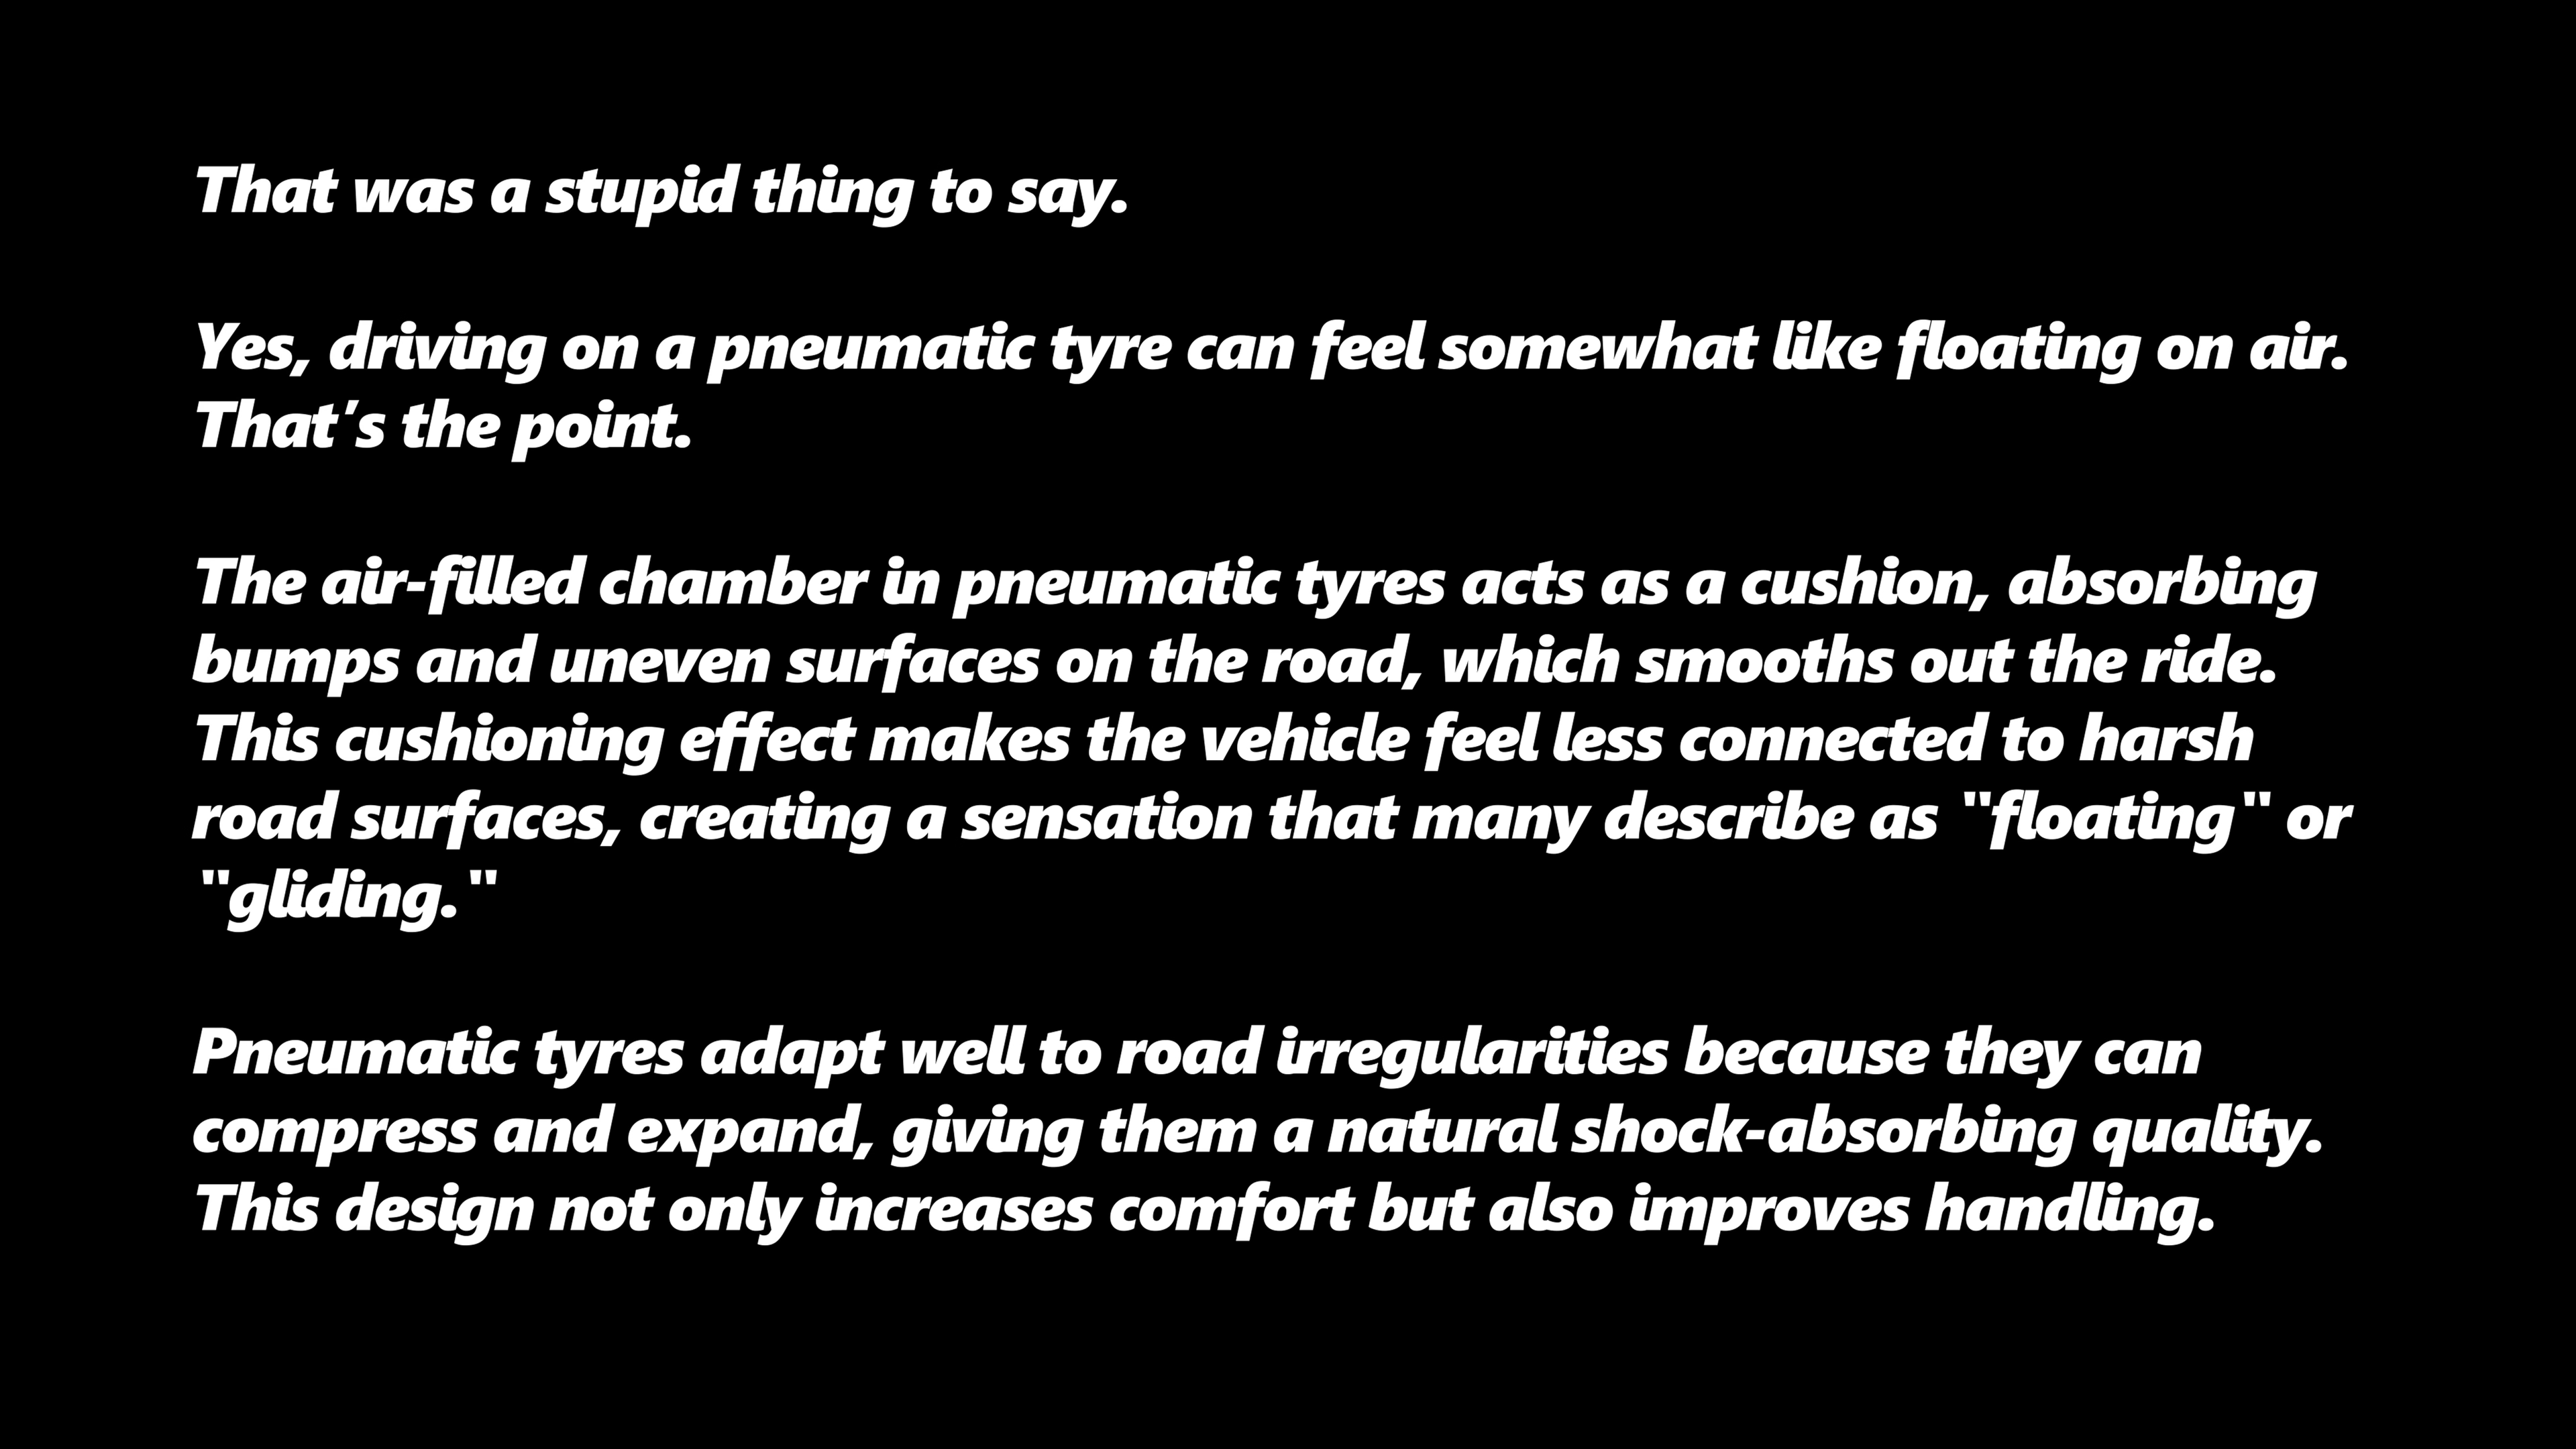 That was a stupid thing to say.
Yes, driving on a pneumatic tyre can feel somewhat like floating on air.
That's the point.
The air-filled chamber in pneumatic tyres acts as a cushion, absorbing
bumps and uneven surfaces on the road, which smooths out the ride.
This cushioning effect makes the vehicle feel less connected to harsh
road surfaces, creating a sensation that many describe as "floating" or
"gliding."
Pneumatic tyres adapt well to road irregularities because they can
compress and expand, giving them a natural shock-absorbing quality.
This design not only increases comfort but also improves handling.